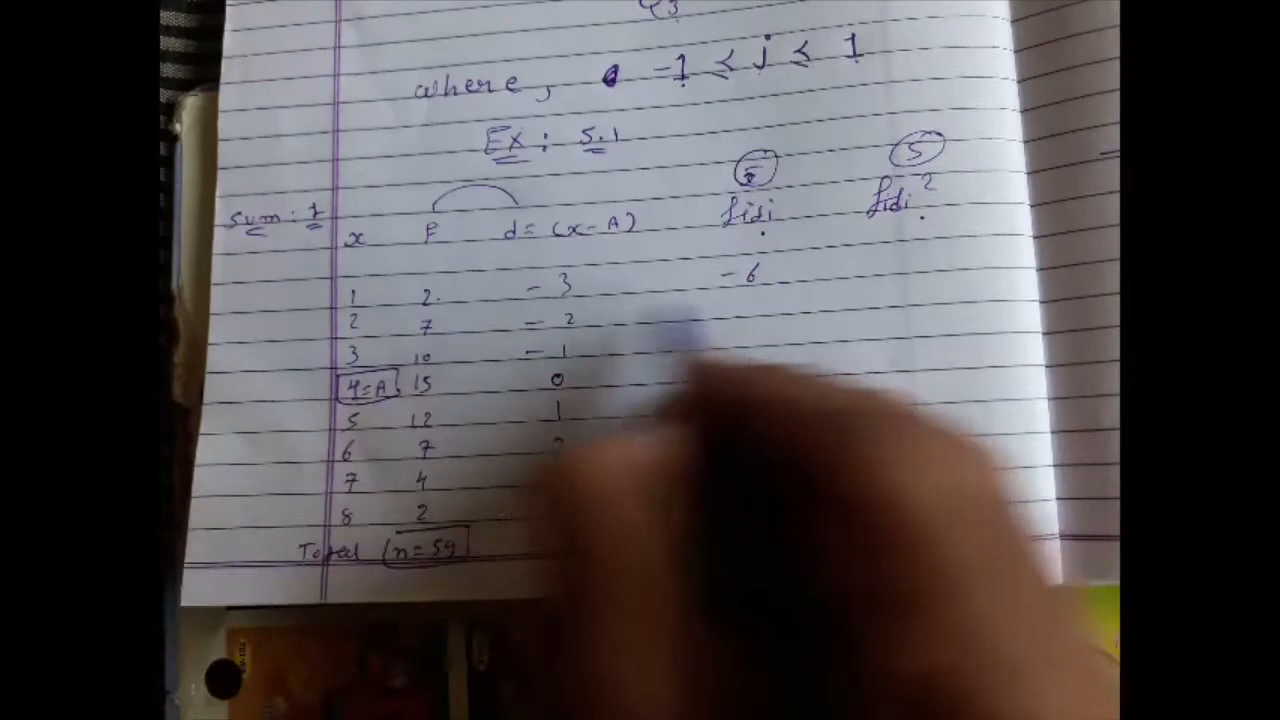 where, -1 ≤ j ≤ 1
Ex : 5.1
5
Sum : 1
x f d = (x - A) fidi fidi²
1 2 - 3 - 6
2 7 - 2
3 10 - 1
4=A 15 0
5 12 1
6 7
7 4
8 2
Total n = 59